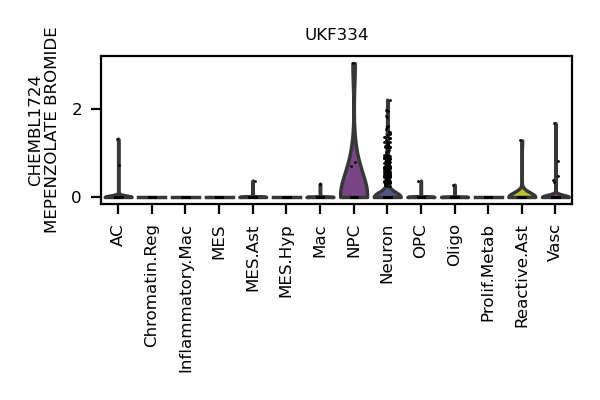 UKF334
CHEMBL1724
MEPENZOLATE BROMIDE
2
0
AC
Chromatin.Reg
Inflammatory.Mac
MES
MES.Ast
MES.Hyp
Mac
NPC
Neuron
OPC
Oligo
Prolif.Metab
Reactive.Ast
Vasc